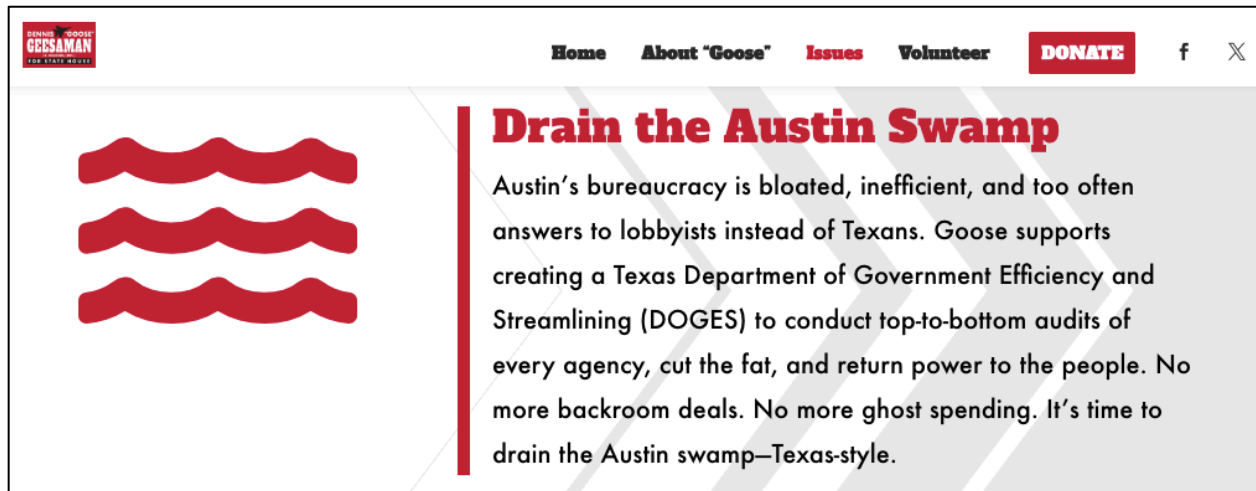 DENNIS "GOOSE"
GEESAMAN
FOR STATE HOUSE
Home About “Goose” Issues Volunteer DONATE f X
Drain the Austin Swamp
Austin’s bureaucracy is bloated, inefficient, and too often
answers to lobbyists instead of Texans. Goose supports
creating a Texas Department of Government Efficiency and
Streamlining (DOGES) to conduct top-to-bottom audits of
every agency, cut the fat, and return power to the people. No
more backroom deals. No more ghost spending. It’s time to
drain the Austin swamp—Texas-style.